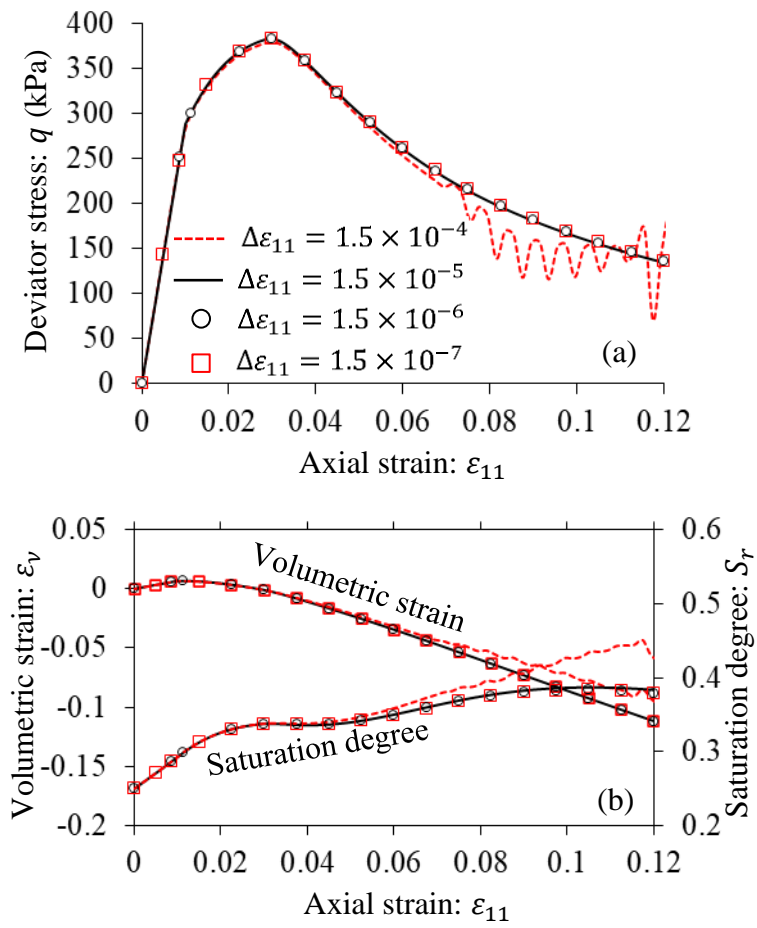 400
350
300
250
200
150
100
50
0
Deviator stress: q (kPa)
Δε₁₁ = 1.5 × 10⁻⁴
Δε₁₁ = 1.5 × 10⁻⁵
Δε₁₁ = 1.5 × 10⁻⁶
Δε₁₁ = 1.5 × 10⁻⁷
(a)
0 0.02 0.04 0.06 0.08 0.1 0.12
Axial strain: ε₁₁
0.05
0
-0.05
-0.1
-0.15
-0.2
Volumetric strain: εᵥ
Volumetric strain
Saturation degree
(b)
0.6
0.5
0.4
0.3
0.2
Saturation degree: Sᵣ
0 0.02 0.04 0.06 0.08 0.1 0.12
Axial strain: ε₁₁